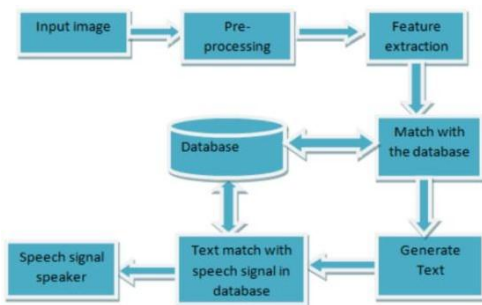 Input image
Pre-
processing
Feature
extraction
Database
Match with
the database
Speech signal
speaker
Text match with
speech signal in
database
Generate
Text